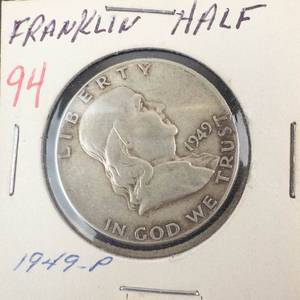 FRANKLIN HALF
94
LIBERTY
1949
IN GOD WE TRUST
1949-P